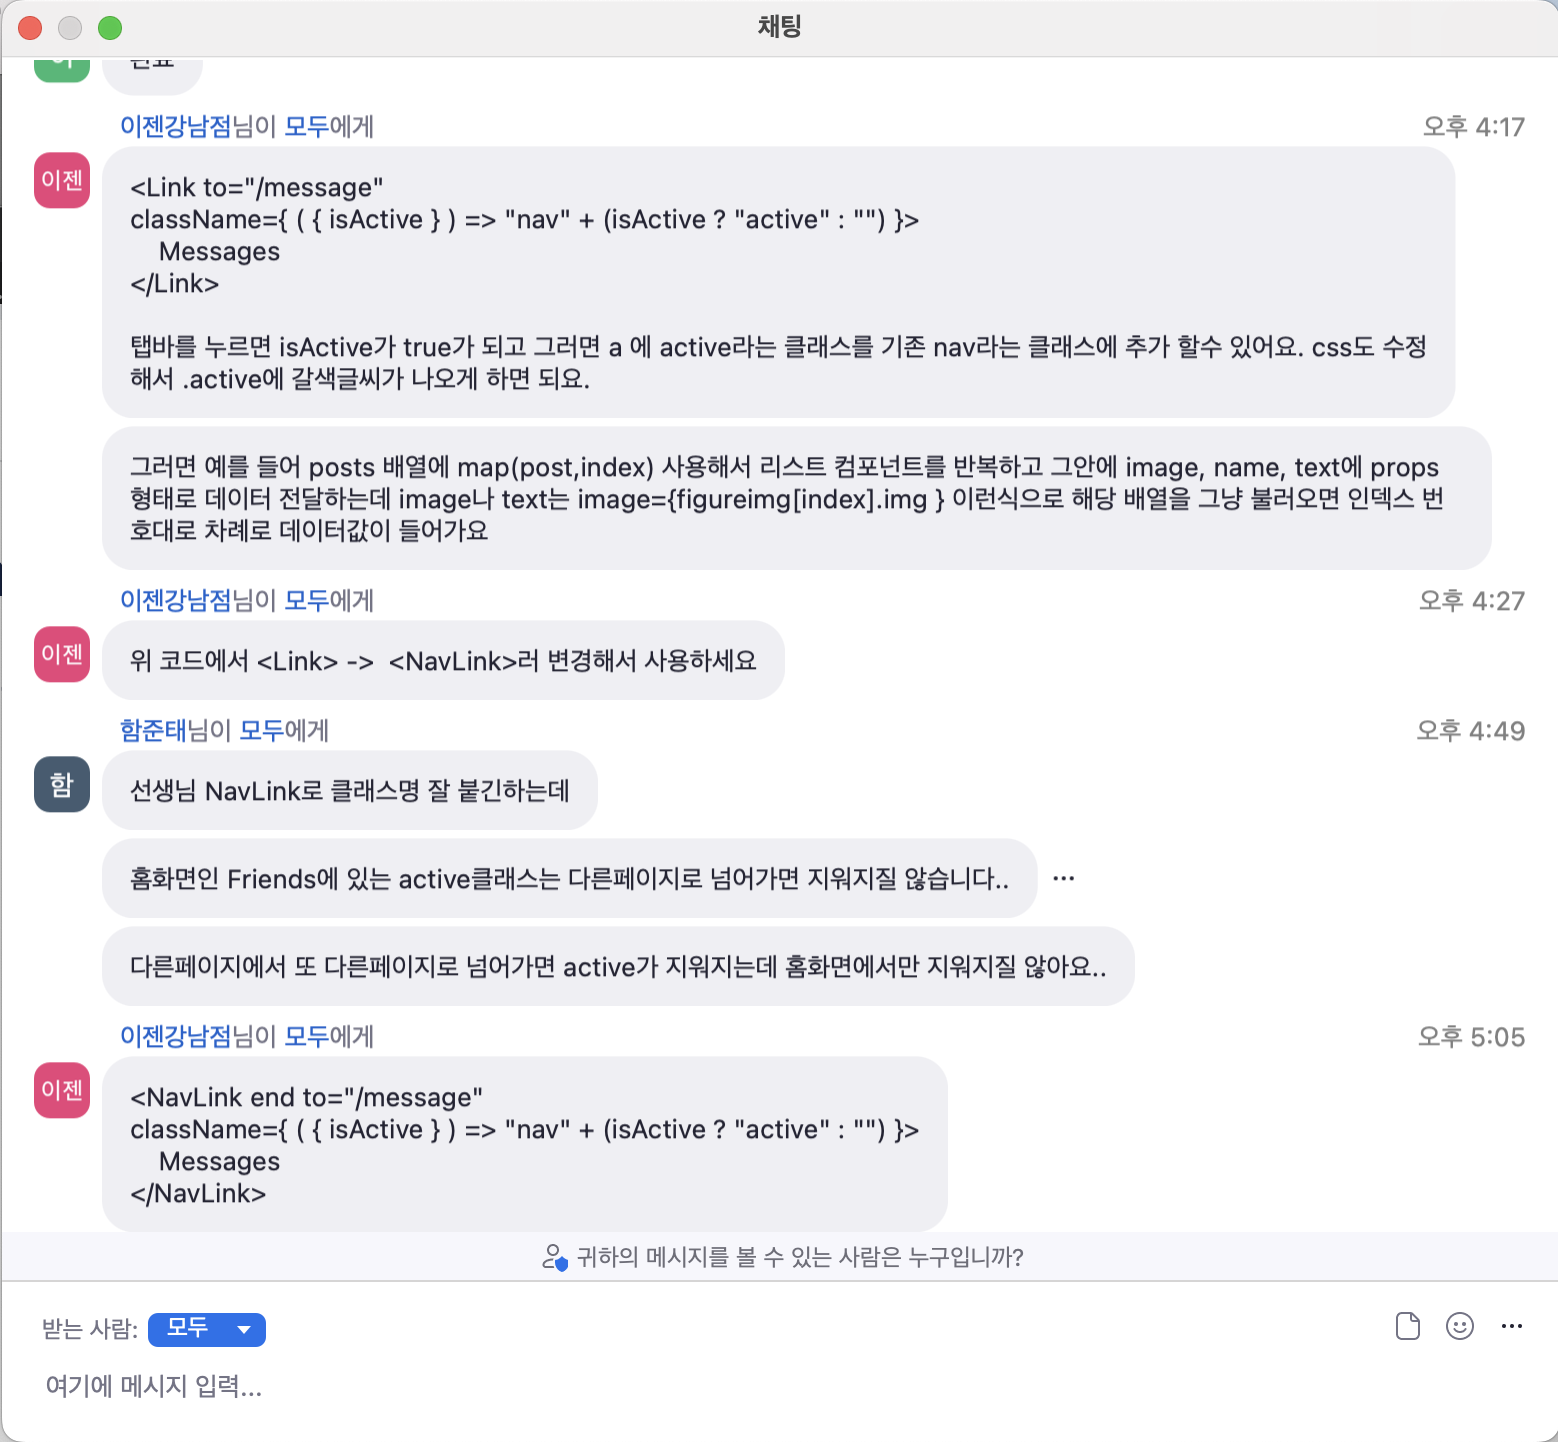 채팅
이젠강남점님이 모두에게
오후 4:17
이젠
<Link to="/message"
className={ ( { isActive } ) => "nav" + (isActive ? "active" : "") }>
Messages
</Link>
탭바를 누르면 isActive가 true가 되고 그러면 a 에 active라는 클래스를 기존 nav라는 클래스에 추가 할수 있어요. css도 수정
해서 .active에 갈색글씨가 나오게 하면 되요.
그러면 예를 들어 posts 배열에 map(post,index) 사용해서 리스트 컴포넌트를 반복하고 그안에 image, name, text에 props
형태로 데이터 전달하는데 image나 text는 image={figureimg[index].img } 이런식으로 해당 배열을 그냥 불러오면 인덱스 번
호대로 차례로 데이터값이 들어가요
이젠강남점님이 모두에게
오후 4:27
이젠
위 코드에서 <Link> -> <NavLink>러 변경해서 사용하세요
함준태님이 모두에게
오후 4:49
함
선생님 NavLink로 클래스명 잘 붙긴하는데
홈화면인 Friends에 있는 active클래스는 다른페이지로 넘어가면 지워지질 않습니다..
다른페이지에서 또 다른페이지로 넘어가면 active가 지워지는데 홈화면에서만 지워지질 않아요..
이젠강남점님이 모두에게
오후 5:05
이젠
<NavLink end to="/message"
className={ ( { isActive } ) => "nav" + (isActive ? "active" : "") }>
Messages
</NavLink>
귀하의 메시지를 볼 수 있는 사람은 누구입니까?
받는 사람: 모두
여기에 메시지 입력...